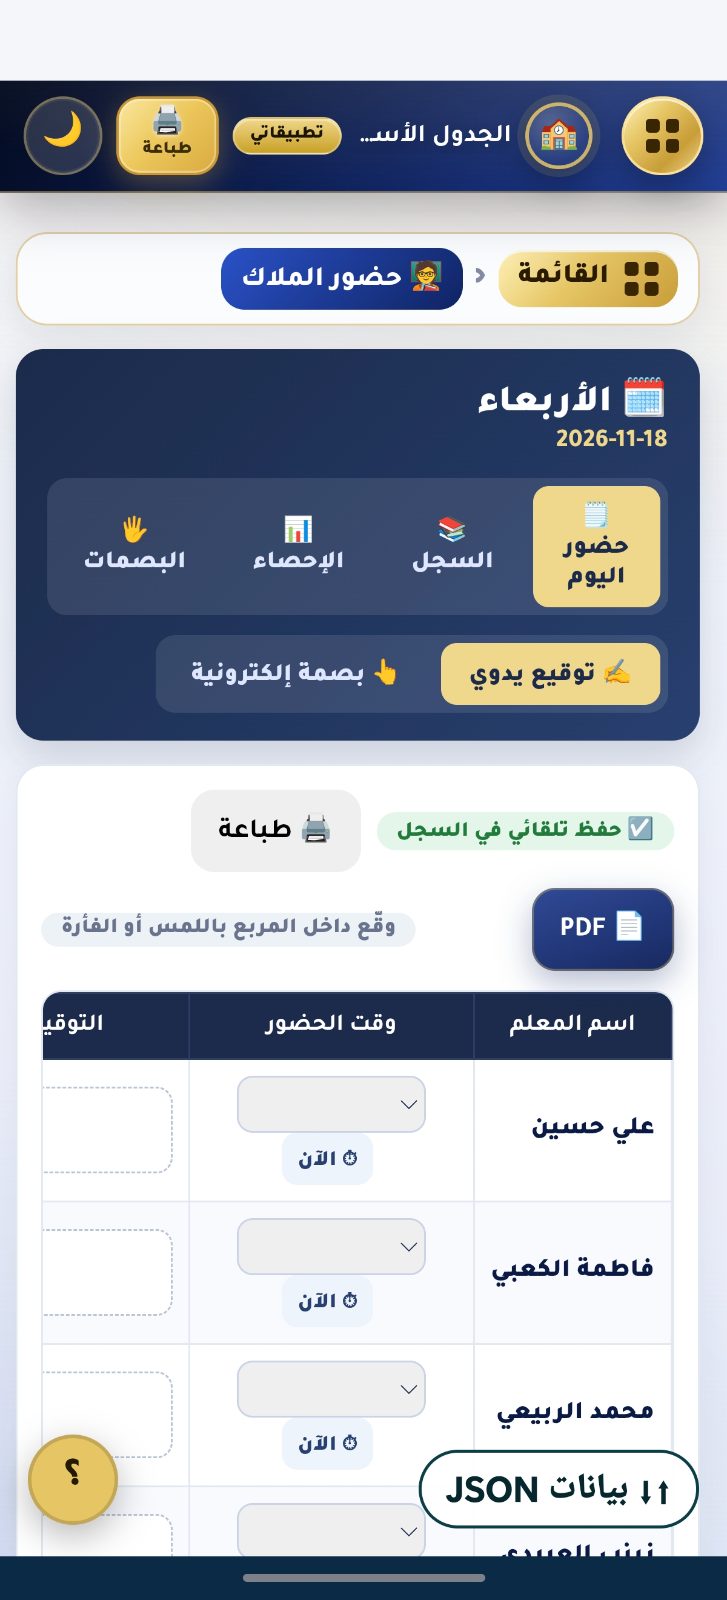 الجدول الأسـ…
تطبيقاتي
طباعة
القائمة
›
حضور الملاك
الأربعاء
2026-11-18
حضور اليوم
السجل
الإحصاء
البصمات
توقيع يدوي
بصمة إلكترونية
حفظ تلقائي في السجل
طباعة
PDF
وقّع داخل المربع باللمس أو الفأرة
اسم المعلم
وقت الحضور
التوقي
علي حسين
الآن
فاطمة الكعبي
الآن
محمد الربيعي
الآن
بيانات JSON
؟